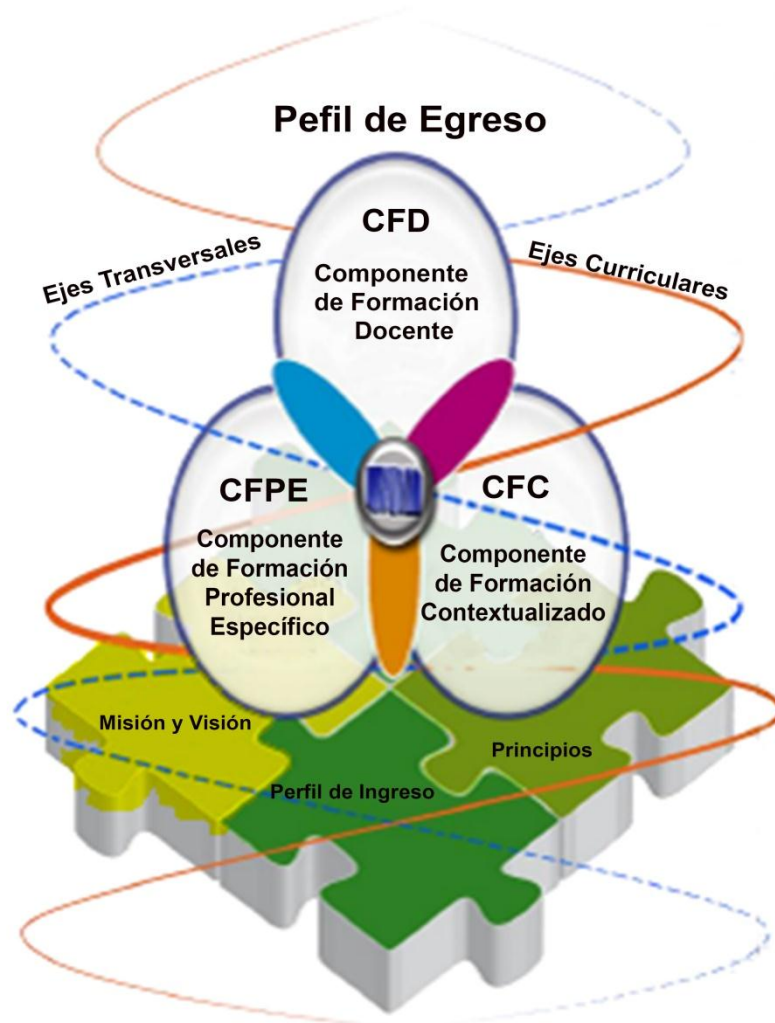 Pefil de Egreso
CFD
Componente
de Formación
Docente
Ejes Transversales
Ejes Curriculares
CFPE
Componente
de Formación
Profesional
Específico
CFC
Componente
de Formación
Contextualizado
Misión y Visión
Principios
Perfil de Ingreso